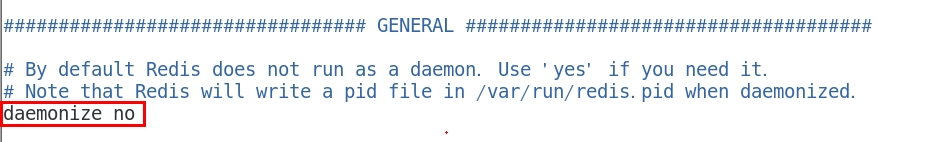 ################################ GENERAL #####################################
# By default Redis does not run as a daemon. Use 'yes' if you need it.
# Note that Redis will write a pid file in /var/run/redis.pid when daemonized.
daemonize no